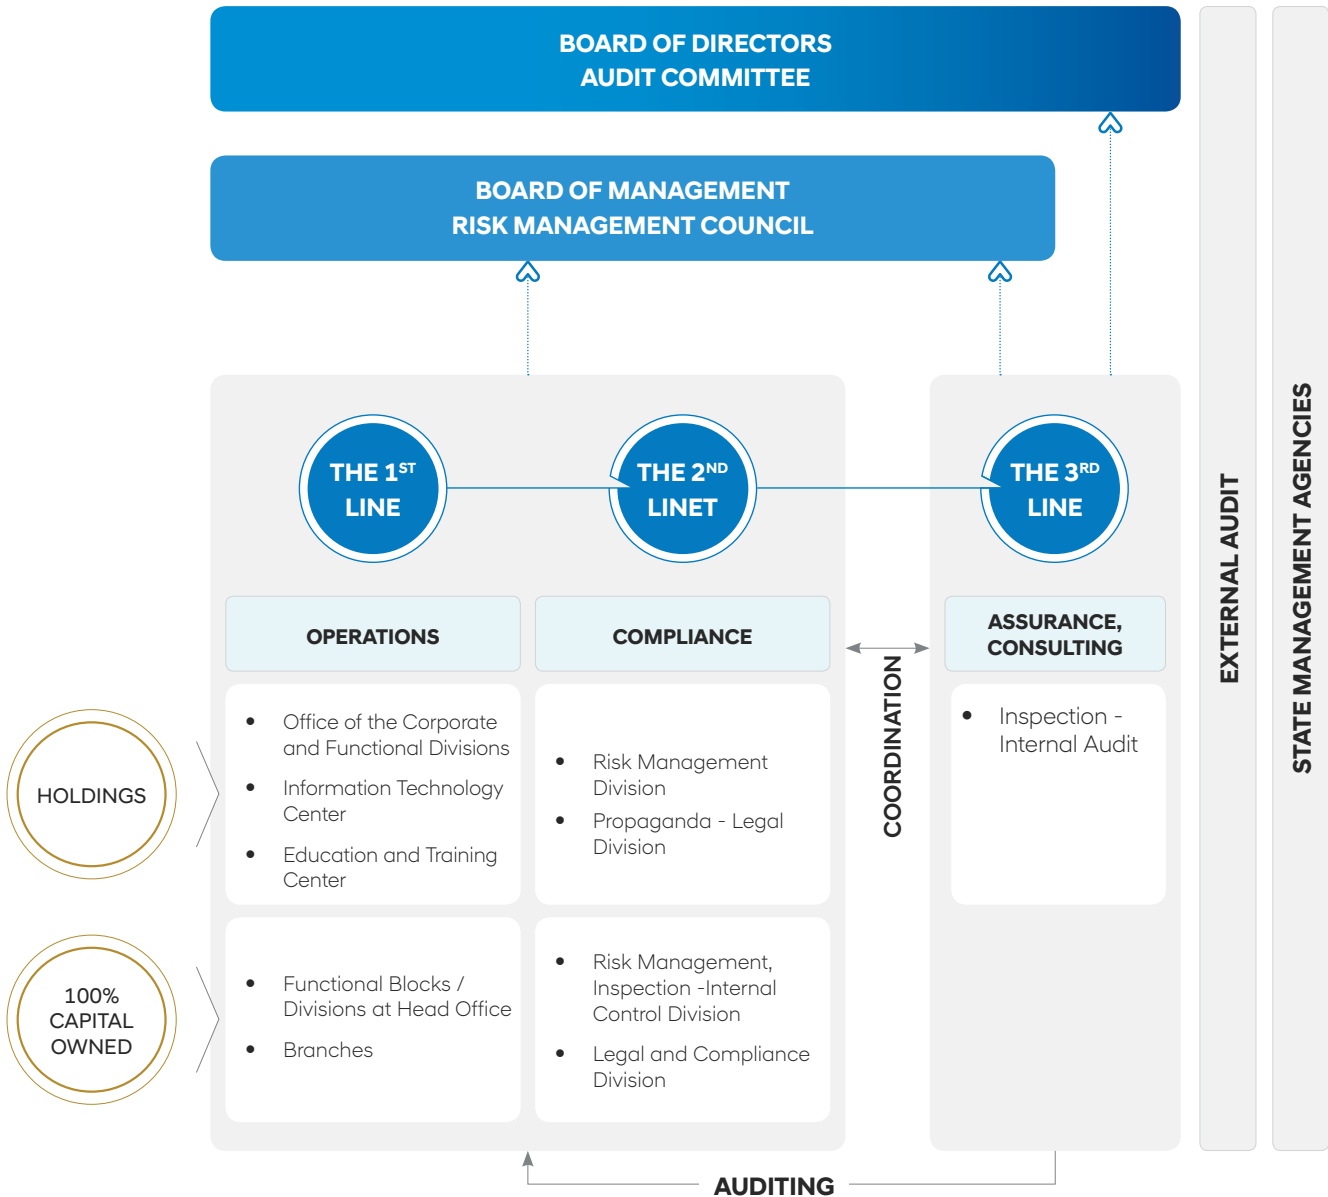 BOARD OF DIRECTORS
AUDIT COMMITTEE
BOARD OF MANAGEMENT
RISK MANAGEMENT COUNCIL
THE 1ST
LINE
THE 2ND
LINET
THE 3RD
LINE
OPERATIONS
COMPLIANCE
ASSURANCE,
CONSULTING
HOLDINGS
• Office of the Corporate
and Functional Divisions
• Information Technology
Center
• Education and Training
Center
• Risk Management
Division
• Propaganda - Legal
Division
COORDINATION
• Inspection -
Internal Audit
100%
CAPITAL
OWNED
• Functional Blocks /
Divisions at Head Office
• Branches
• Risk Management,
Inspection -Internal
Control Division
• Legal and Compliance
Division
AUDITING
EXTERNAL AUDIT
STATE MANAGEMENT AGENCIES